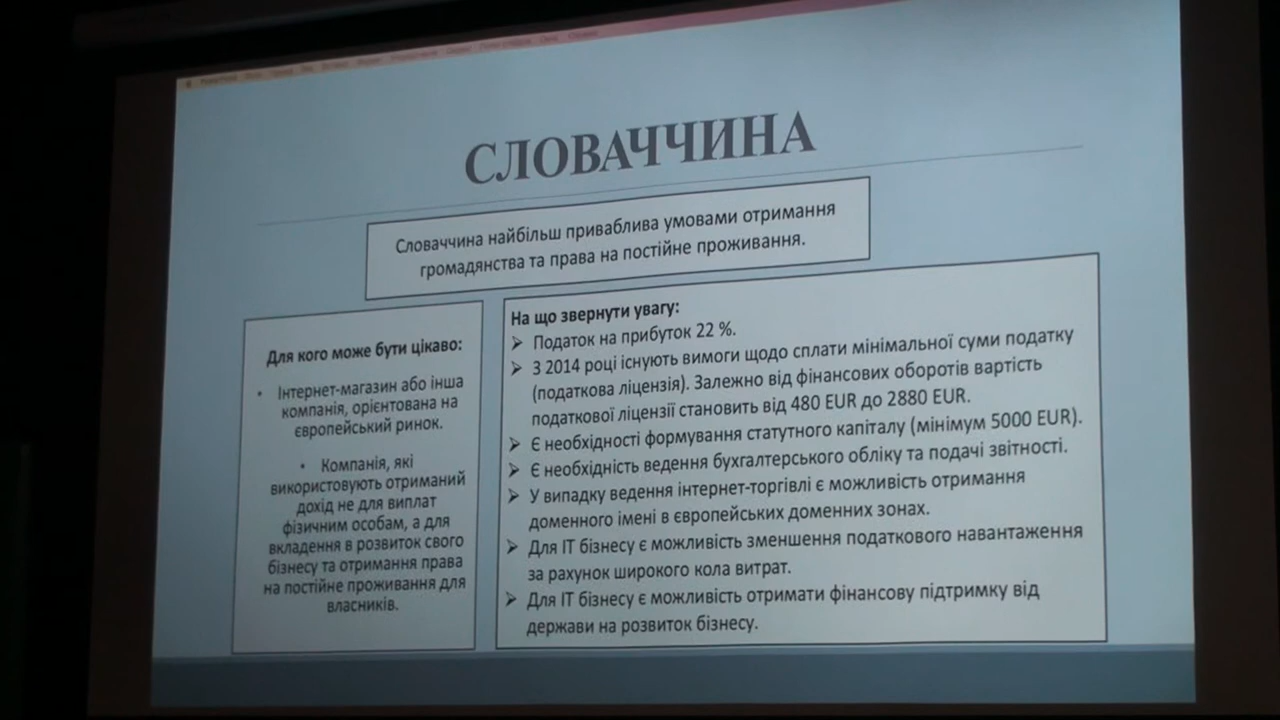 СЛОВАЧЧИНА
Словаччина найбільш приваблива умовами отримання
громадянства та права на постійне проживання.
Для кого може бути цікаво:
• Інтернет-магазин або інша
компанія, орієнтована на
європейський ринок.
• Компанія, які
використовують отриманий
дохід не для виплат
фізичним особам, а для
вкладення в розвиток свого
бізнесу та отримання права
на постійне проживання для
власників.
На що звернути увагу:
➢ Податок на прибуток 22 %.
➢ З 2014 році існують вимоги щодо сплати мінімальної суми податку
(податкова ліцензія). Залежно від фінансових оборотів вартість
податкової ліцензії становить від 480 EUR до 2880 EUR.
➢ Є необхідності формування статутного капіталу (мінімум 5000 EUR).
➢ Є необхідність ведення бухгалтерського обліку та подачі звітності.
➢ У випадку ведення інтернет-торгівлі є можливість отримання
доменного імені в європейських доменних зонах.
➢ Для ІТ бізнесу є можливість зменшення податкового навантаження
за рахунок широкого кола витрат.
➢ Для ІТ бізнесу є можливість отримати фінансову підтримку від
держави на розвиток бізнесу.